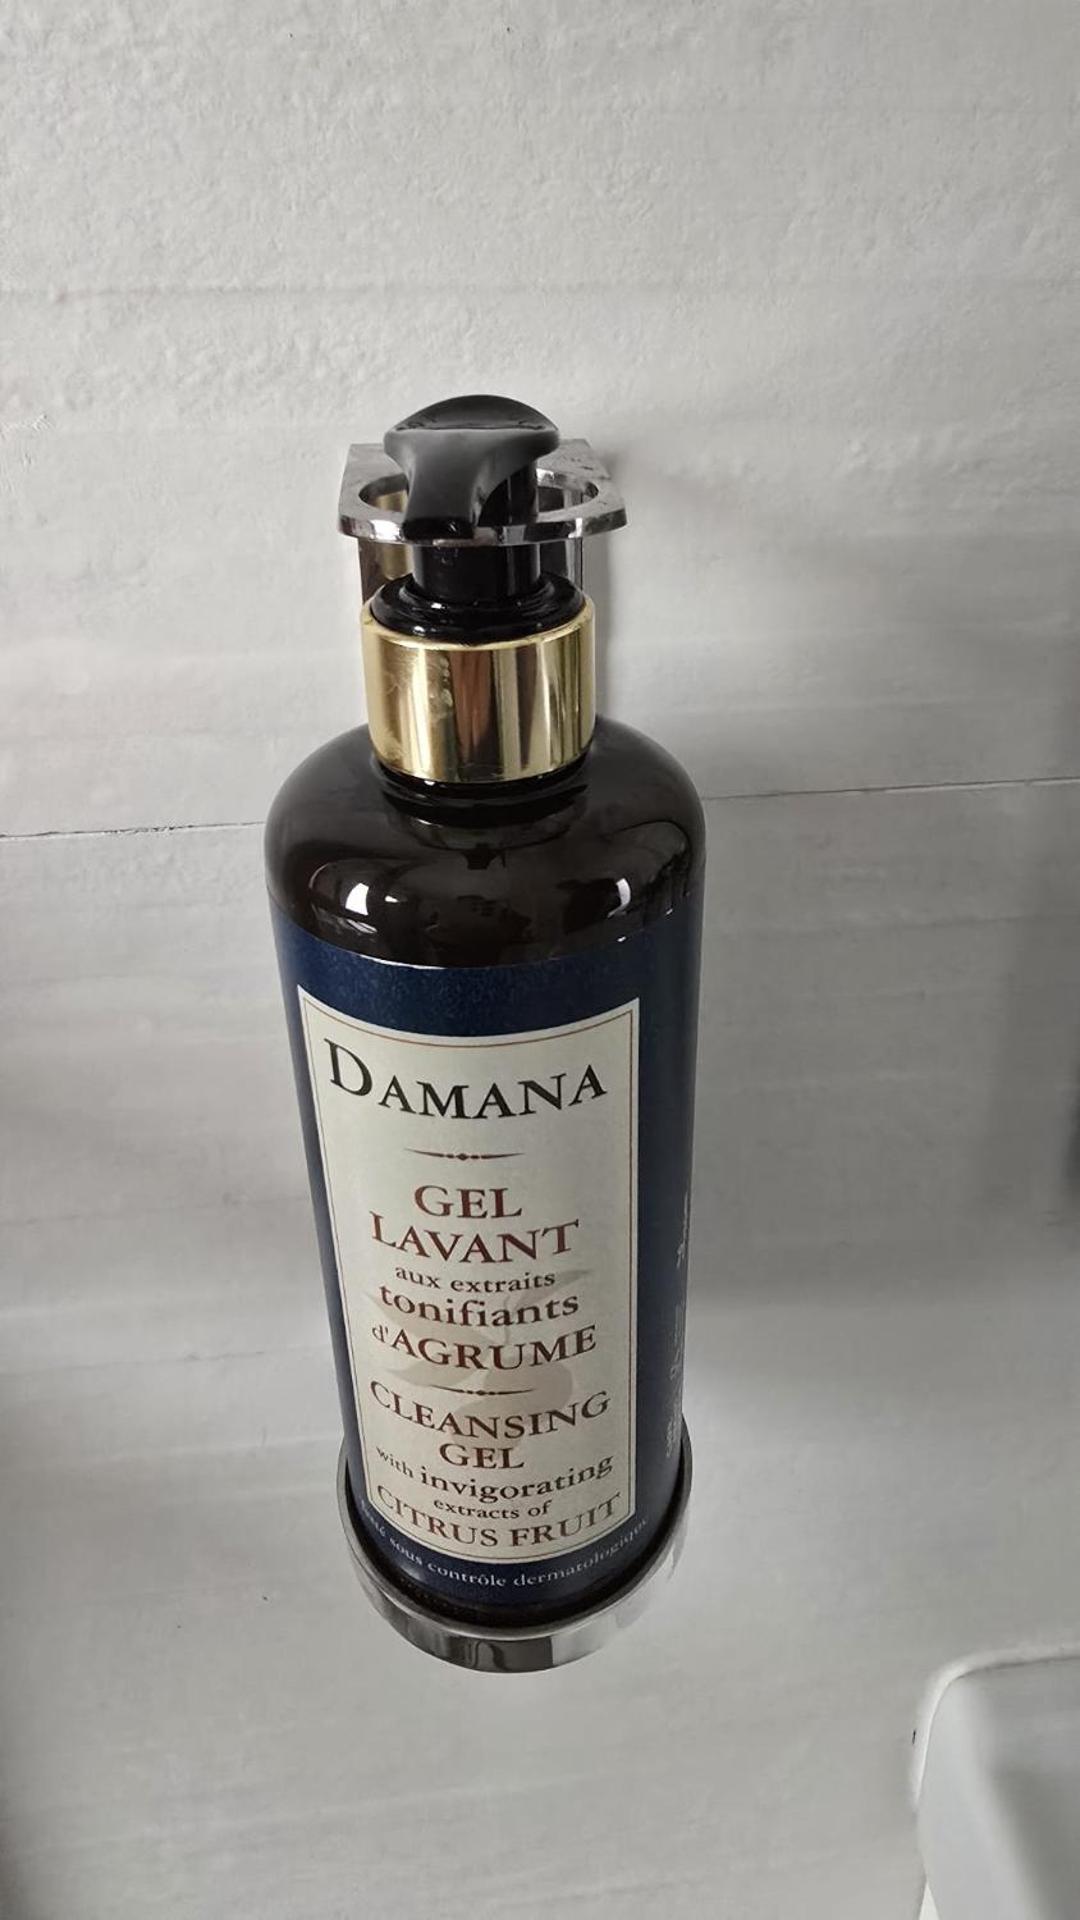 DAMANA
GEL
LAVANT
aux extraits
tonifiants
d'AGRUME
CLEANSING
GEL
with invigorating
extracts of
CITRUS FRUIT
sous contrôle dermatologique